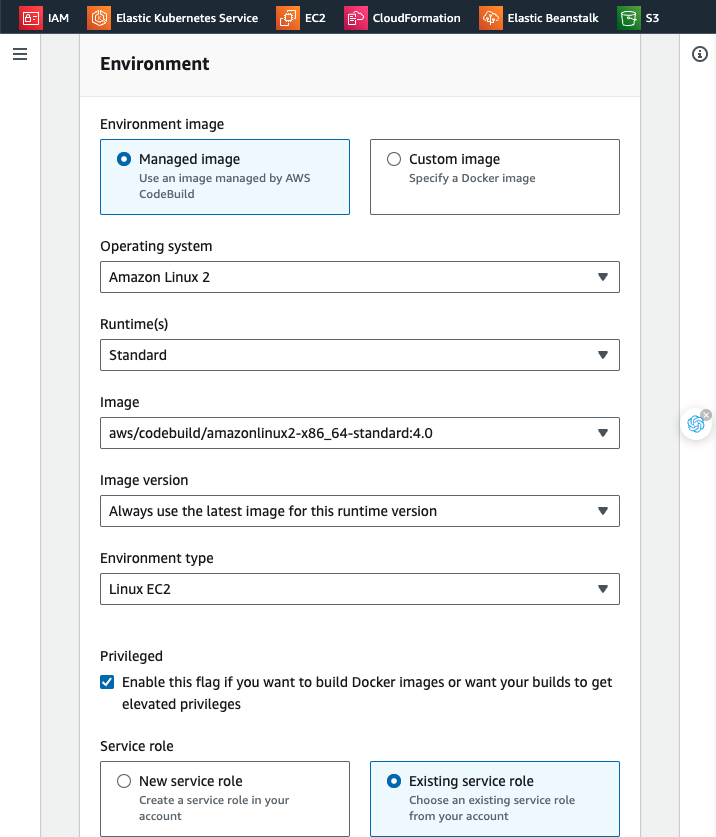 IAM Elastic Kubernetes Service EC2 CloudFormation Elastic Beanstalk S3
Environment
Environment image
Managed image
Use an image managed by AWS
CodeBuild
Custom image
Specify a Docker image
Operating system
Amazon Linux 2
Runtime(s)
Standard
Image
aws/codebuild/amazonlinux2-x86_64-standard:4.0
Image version
Always use the latest image for this runtime version
Environment type
Linux EC2
Privileged
Enable this flag if you want to build Docker images or want your builds to get
elevated privileges
Service role
New service role
Create a service role in your
account
Existing service role
Choose an existing service role
from your account